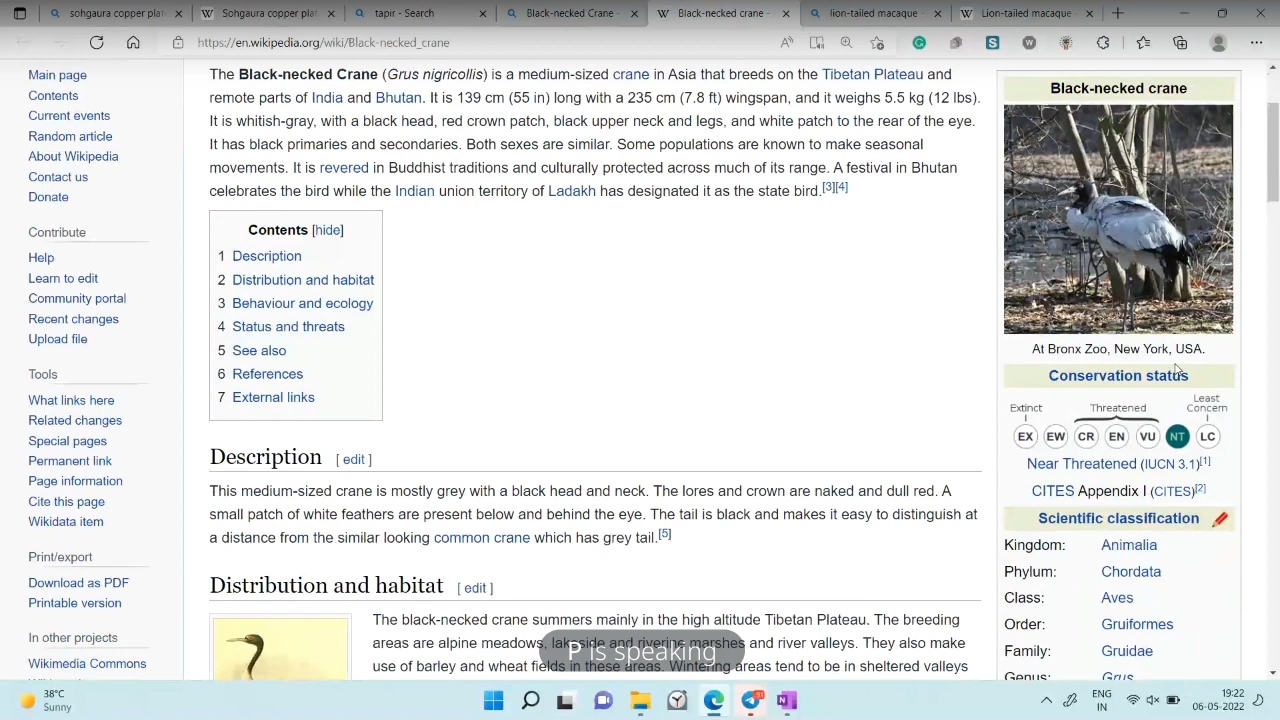 sohgaura copper plat
Sohgaura copper plat
tapir - Search
Black-necked Crane -
Black-necked crane -
lion-tailed macaque -
Lion-tailed macaque
https://en.wikipedia.org/wiki/Black-necked_crane
Main page
Contents
Current events
Random article
About Wikipedia
Contact us
Donate
Contribute
Help
Learn to edit
Community portal
Recent changes
Upload file
Tools
What links here
Related changes
Special pages
Permanent link
Page information
Cite this page
Wikidata item
Print/export
Download as PDF
Printable version
In other projects
Wikimedia Commons
The Black-necked Crane (Grus nigricollis) is a medium-sized crane in Asia that breeds on the Tibetan Plateau and
remote parts of India and Bhutan. It is 139 cm (55 in) long with a 235 cm (7.8 ft) wingspan, and it weighs 5.5 kg (12 lbs).
It is whitish-gray, with a black head, red crown patch, black upper neck and legs, and white patch to the rear of the eye.
It has black primaries and secondaries. Both sexes are similar. Some populations are known to make seasonal
movements. It is revered in Buddhist traditions and culturally protected across much of its range. A festival in Bhutan
celebrates the bird while the Indian union territory of Ladakh has designated it as the state bird.[3][4]
Contents [hide]
1 Description
2 Distribution and habitat
3 Behaviour and ecology
4 Status and threats
5 See also
6 References
7 External links
Description [ edit ]
This medium-sized crane is mostly grey with a black head and neck. The lores and crown are naked and dull red. A
small patch of white feathers are present below and behind the eye. The tail is black and makes it easy to distinguish at
a distance from the similar looking common crane which has grey tail.[5]
Distribution and habitat [ edit ]
The black-necked crane summers mainly in the high altitude Tibetan Plateau. The breeding
areas are alpine meadows, lakeside and riverine marshes and river valleys. They also make
use of barley and wheat fields in these areas. Wintering areas tend to be in sheltered valleys
P is speaking
Black-necked crane
At Bronx Zoo, New York, USA.
Conservation status
Extinct Threatened Least
Concern
EX EW CR EN VU NT LC
Near Threatened (IUCN 3.1)[1]
CITES Appendix I (CITES)[2]
Scientific classification
Kingdom: Animalia
Phylum: Chordata
Class: Aves
Order: Gruiformes
Family: Gruidae
Genus: Grus
38°C
Sunny
ENG
IN
19:22
06-05-2022